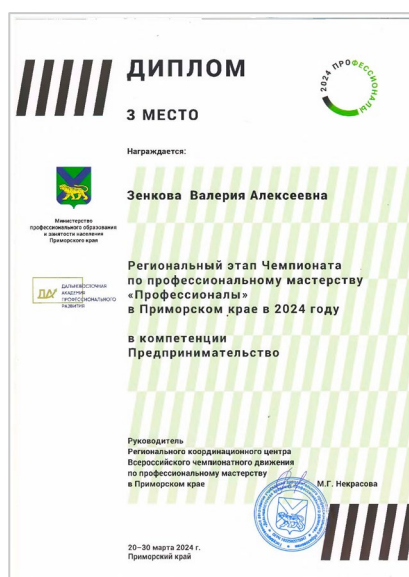 ДИПЛОМ
2024 ПРОФЕССИОНАЛЫ
3 МЕСТО
Награждается:
Зенкова Валерия Алексеевна
Министерство
профессионального образования
и занятости населения
Приморского края
Региональный этап Чемпионата
по профессиональному мастерству
«Профессионалы»
в Приморском крае в 2024 году
ДАЛЬНЕВОСТОЧНАЯ
АКАДЕМИЯ
ПРОФЕССИОНАЛЬНОГО
РАЗВИТИЯ
в компетенции
Предпринимательство
Руководитель
Регионального координационного центра
Всероссийского чемпионатного движения
по профессиональному мастерству
в Приморском крае М.Г. Некрасова
20–30 марта 2024 г.
Приморский край